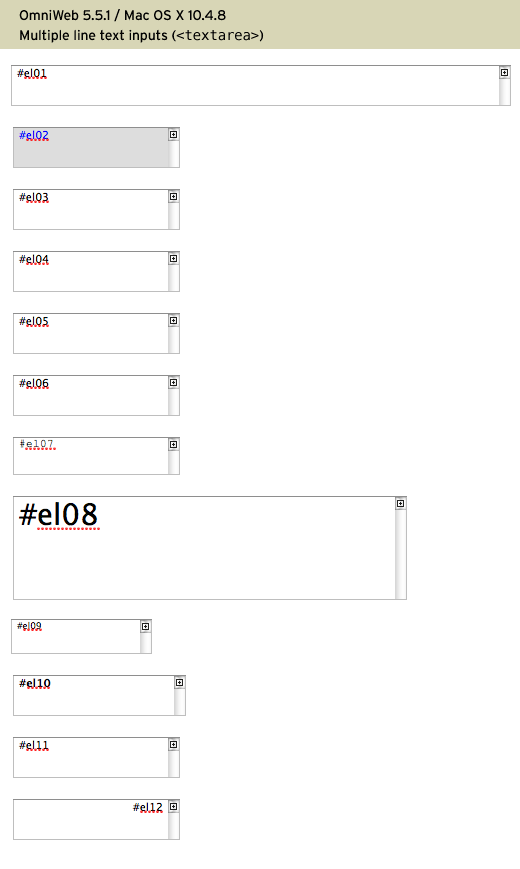 OmniWeb 5.5.1 / Mac OS X 10.4.8
Multiple line text inputs (<textarea>)
#el01
#el02
#el03
#el04
#el05
#el06
#el07
#el08
#el09
#el10
#el11
#el12